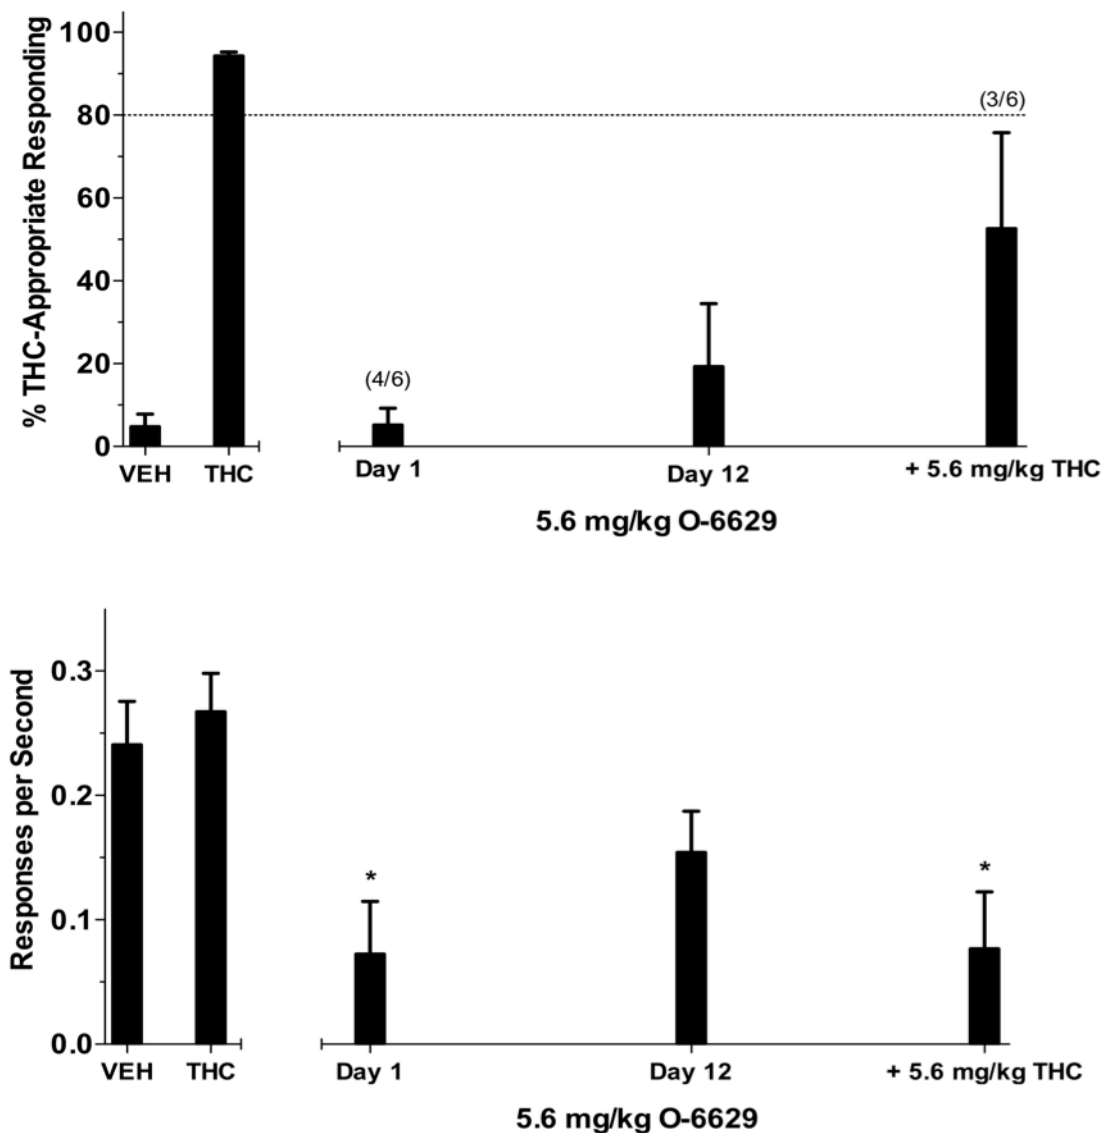 % THC-Appropriate Responding
100
80
60
40
20
0
(3/6)
(4/6)
VEH THC Day 1 Day 12 + 5.6 mg/kg THC
5.6 mg/kg O-6629
Responses per Second
0.3
0.2
0.1
0.0
* *
VEH THC Day 1 Day 12 + 5.6 mg/kg THC
5.6 mg/kg O-6629